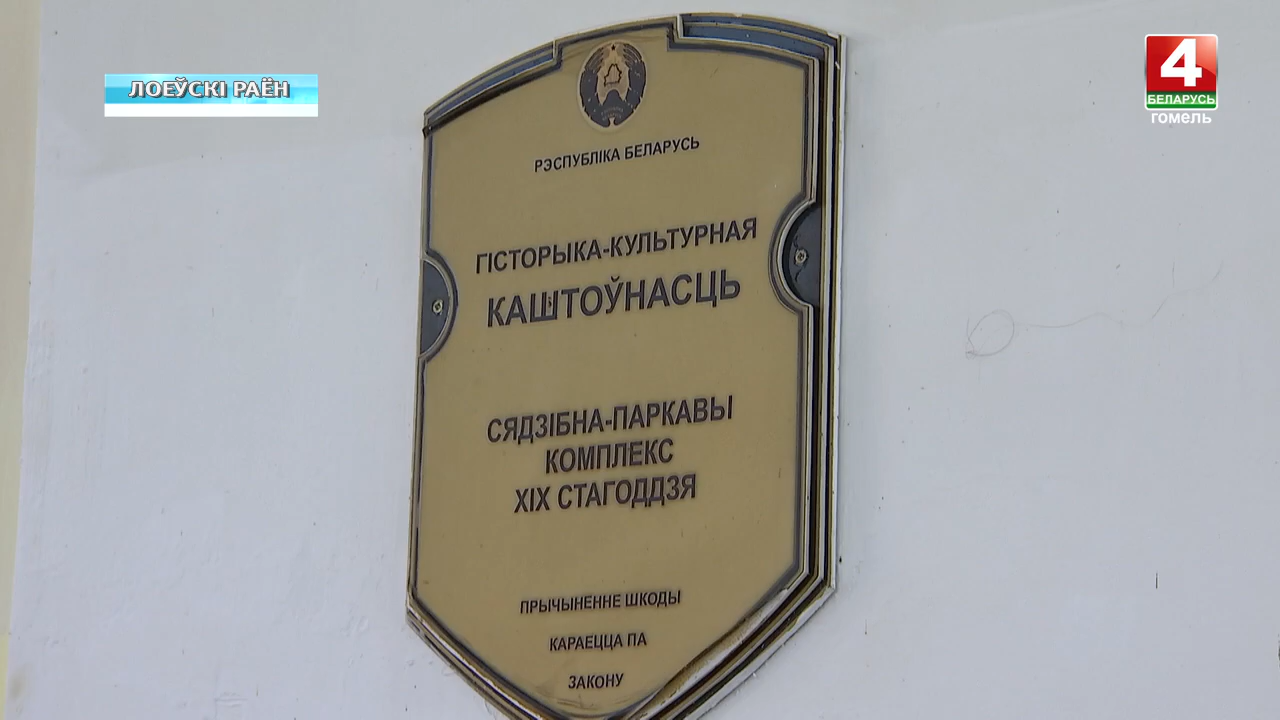 ЛОЕЎСКІ РАЁН
4
БЕЛАРУСЬ
гомель
РЭСПУБЛІКА БЕЛАРУСЬ
ГІСТОРЫКА-КУЛЬТУРНАЯ
КАШТОЎНАСЦЬ
СЯДЗІБНА-ПАРКАВЫ
КОМПЛЕКС
XIX СТАГОДДЗЯ
ПРЫЧЫНЕННЕ ШКОДЫ
КАРАЕЦЦА ПА
ЗАКОНУ